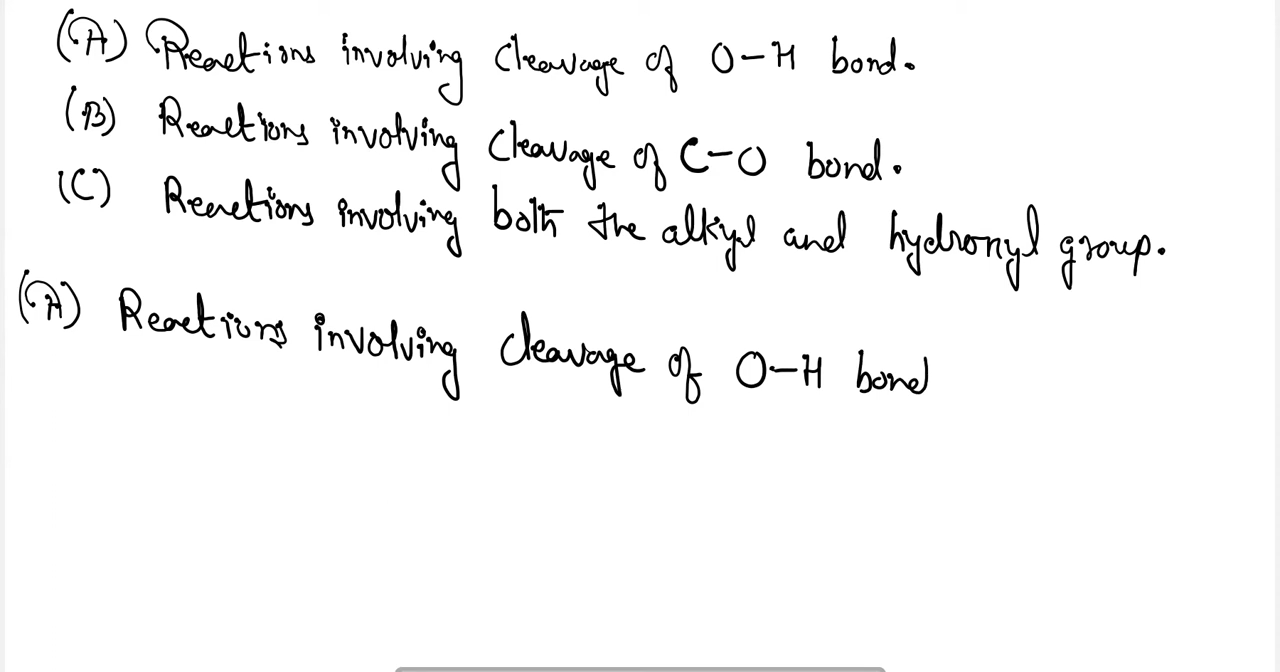 (A) Reactions involving cleavage of O-H bond.
(B) Reactions involving cleavage of C-O bond.
(C) Reactions involving both the alkyl and hydroxyl group.
(A) Reactions involving cleavage of O-H bond